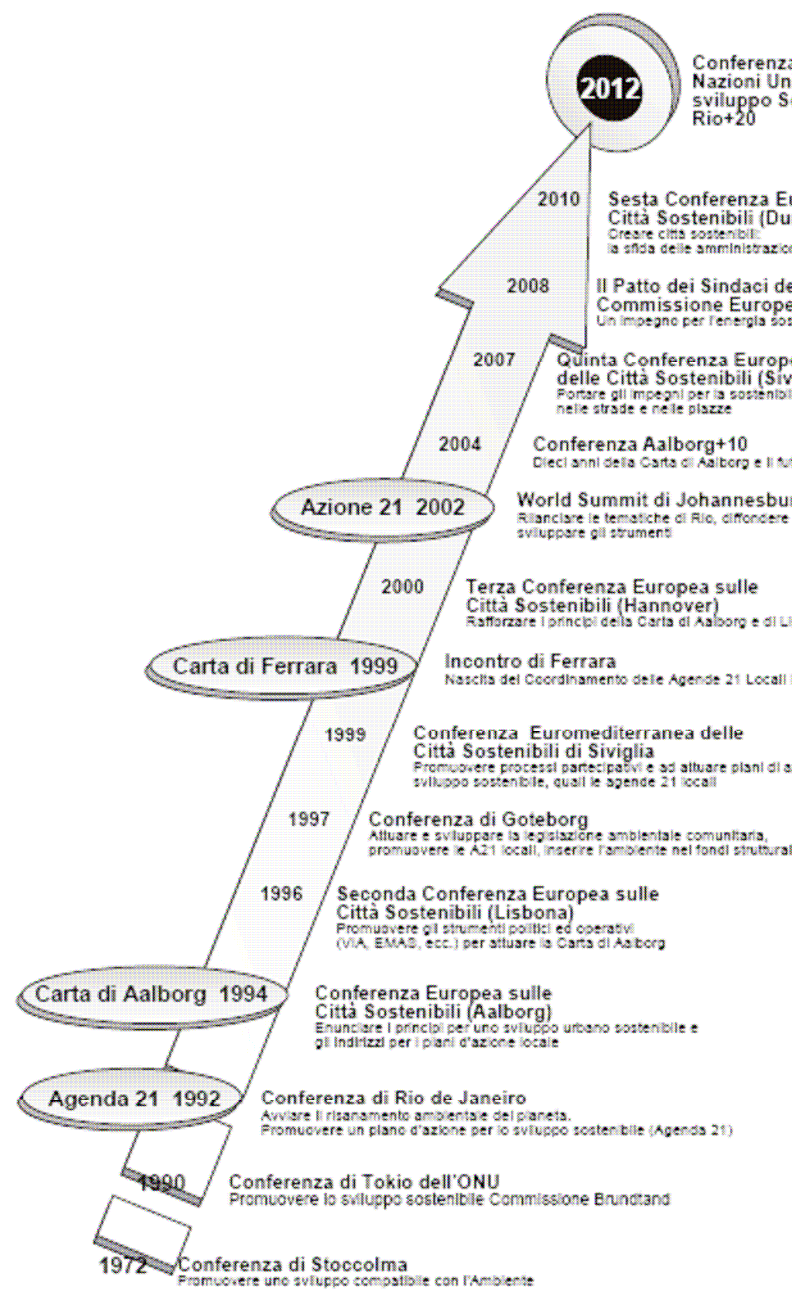 2012
Conferenza
Nazioni Un
sviluppo S
Rio+20
2010
Sesta Conferenza Eu
Città Sostenibili (Du
Creare città sostenibili:
la sfida delle amministrazio
2008
Il Patto dei Sindaci de
Commissione Europe
Un impegno per l'energia sos
2007
Quinta Conferenza Europe
delle Città Sostenibili (Siv
Portare gli impegni per la sostenibil
nelle strade e nelle piazze
2004
Conferenza Aalborg+10
Dieci anni della Carta di Aalborg e il fu
Azione 21 2002
World Summit di Johannesbur
Rilanciare le tematiche di Rio, diffondere
sviluppare gli strumenti
2000
Terza Conferenza Europea sulle
Città Sostenibili (Hannover)
Rafforzare i principi della Carta di Aalborg e di Li
Carta di Ferrara 1999
Incontro di Ferrara
Nascita del Coordinamento delle Agende 21 Locali
1999
Conferenza Euromediterranea delle
Città Sostenibili di Siviglia
Promuovere processi partecipativi e ad attuare piani di a
sviluppo sostenibile, quali le agende 21 locali
1997
Conferenza di Goteborg
Attuare e sviluppare la legislazione ambientale comunitaria,
promuovere le A21 locali, inserire l'ambiente nei fondi struttural
1996
Seconda Conferenza Europea sulle
Città Sostenibili (Lisbona)
Promuovere gli strumenti politici ed operativi
(VIA, EMAS, ecc.) per attuare la Carta di Aalborg
Carta di Aalborg 1994
Conferenza Europea sulle
Città Sostenibili (Aalborg)
Enunciare i principi per uno sviluppo urbano sostenibile e
gli indirizzi per i piani d'azione locale
Agenda 21 1992
Conferenza di Rio de Janeiro
Avviare il risanamento ambientale del pianeta.
Promuovere un piano d'azione per lo sviluppo sostenibile (Agenda 21)
1990
Conferenza di Tokio dell'ONU
Promuovere lo sviluppo sostenibile Commissione Brundtand
1972
Conferenza di Stoccolma
Promuovere uno sviluppo compatibile con l'Ambiente